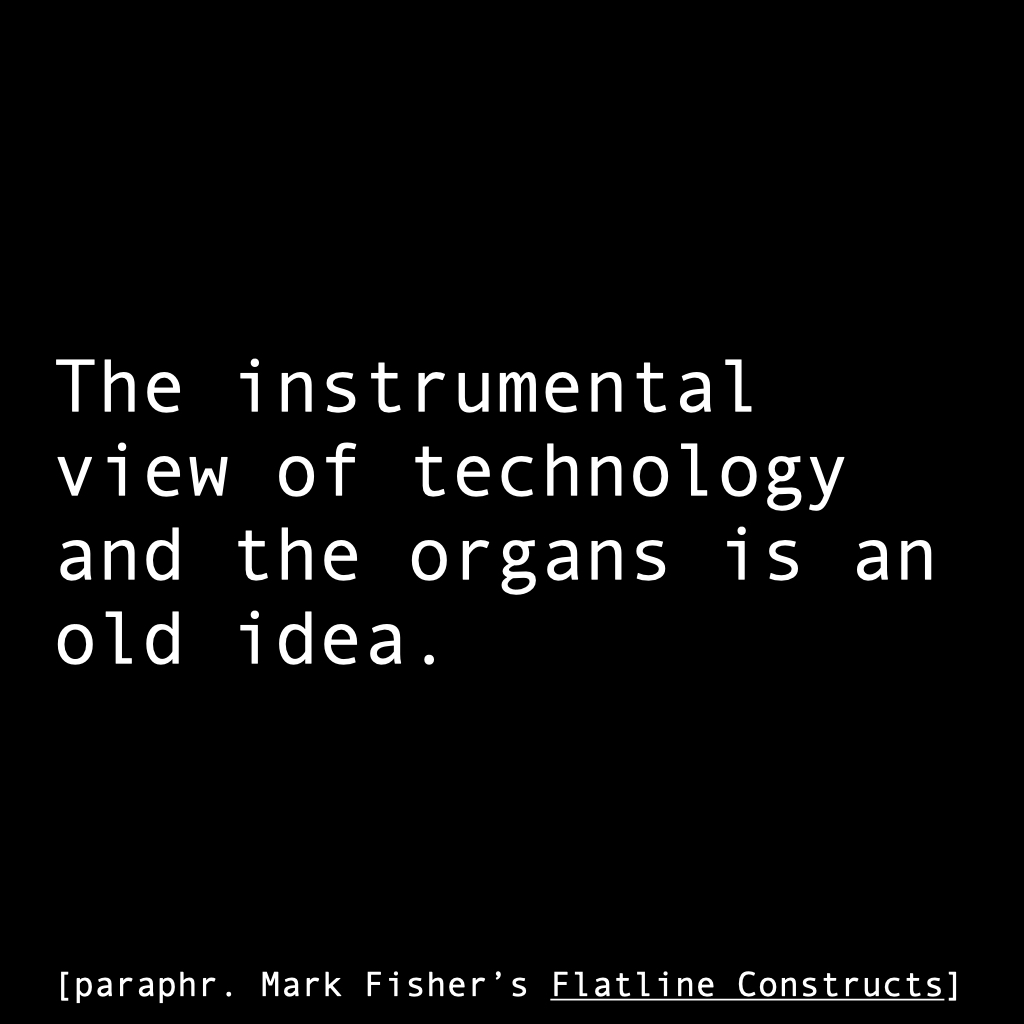 The instrumental
view of technology
and the organs is an
old idea.
[paraphr. Mark Fisher’s Flatline Constructs]